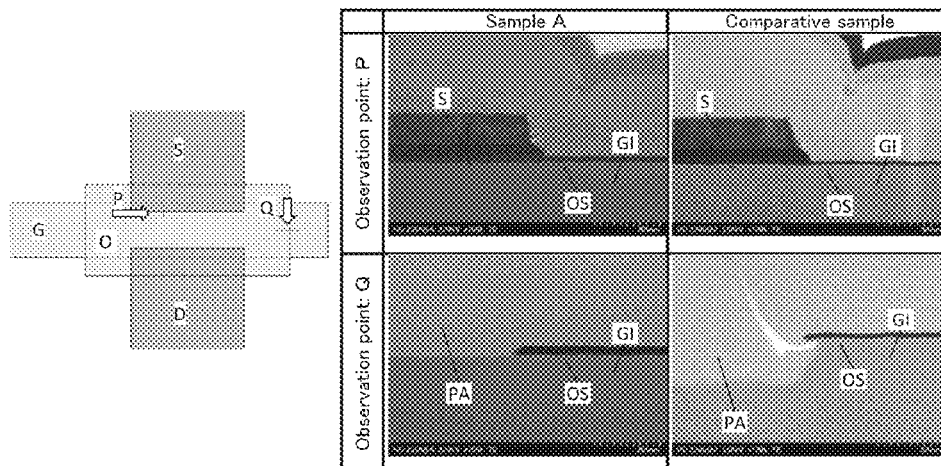 Sample A
Comparative sample
Observation point: P
S
GI
OS
S
GI
OS
Observation point: Q
GI
PA
OS
GI
OS
PA
S
P
Q
G
O
D